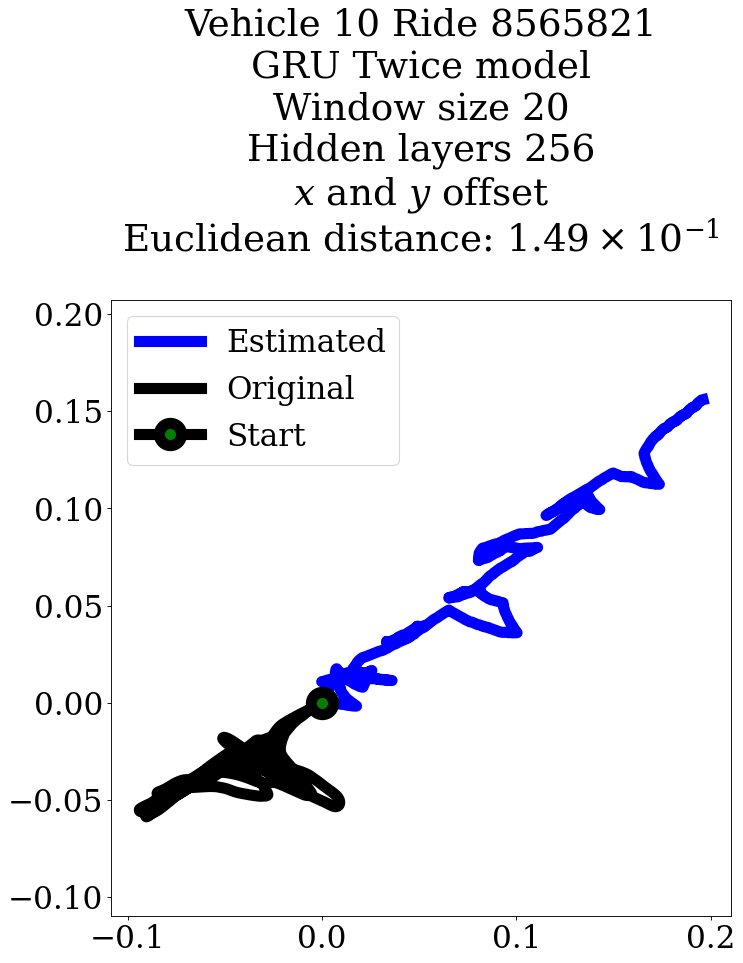 Vehicle 10 Ride 8565821
GRU Twice model
Window size 20
Hidden layers 256
x and y offset
Euclidean distance: 1.49 × 10⁻¹
Estimated
Original
Start
0.20
0.15
0.10
0.05
0.00
−0.05
−0.10
−0.1 0.0 0.1 0.2